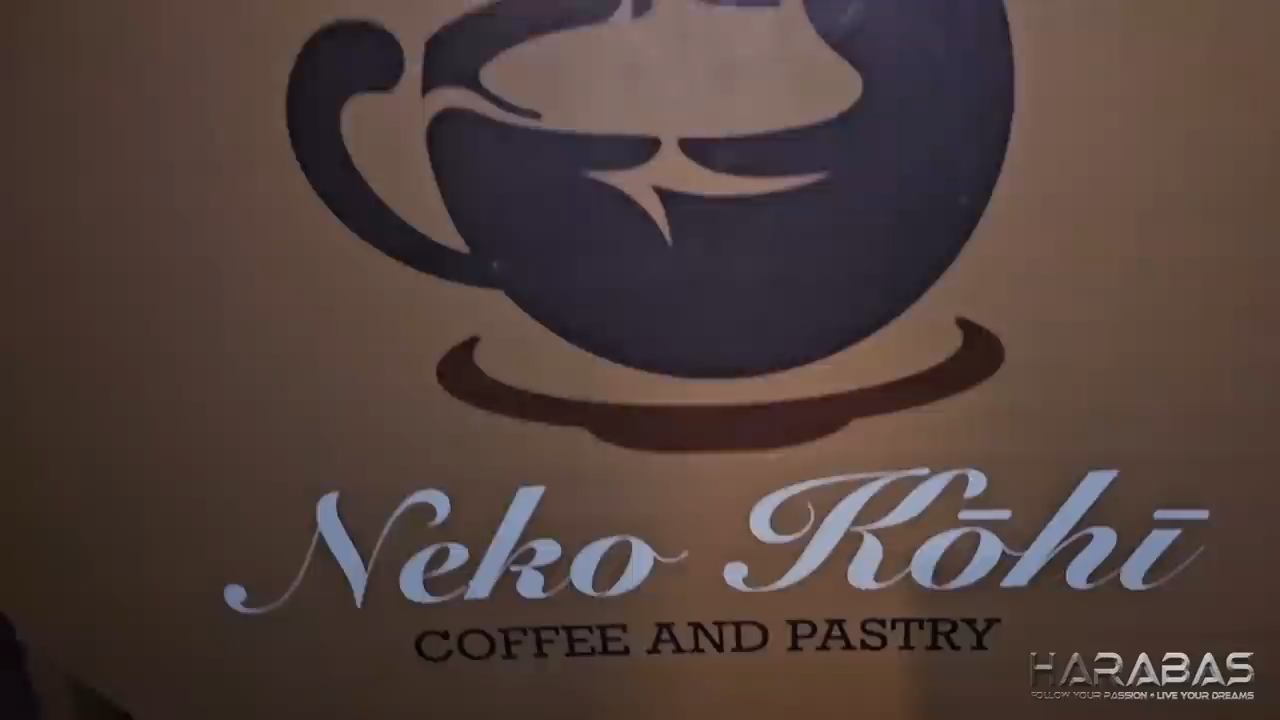 Neko Kōhī
COFFEE AND PASTRY
HARABAS
FOLLOW YOUR PASSION • LIVE YOUR DREAMS